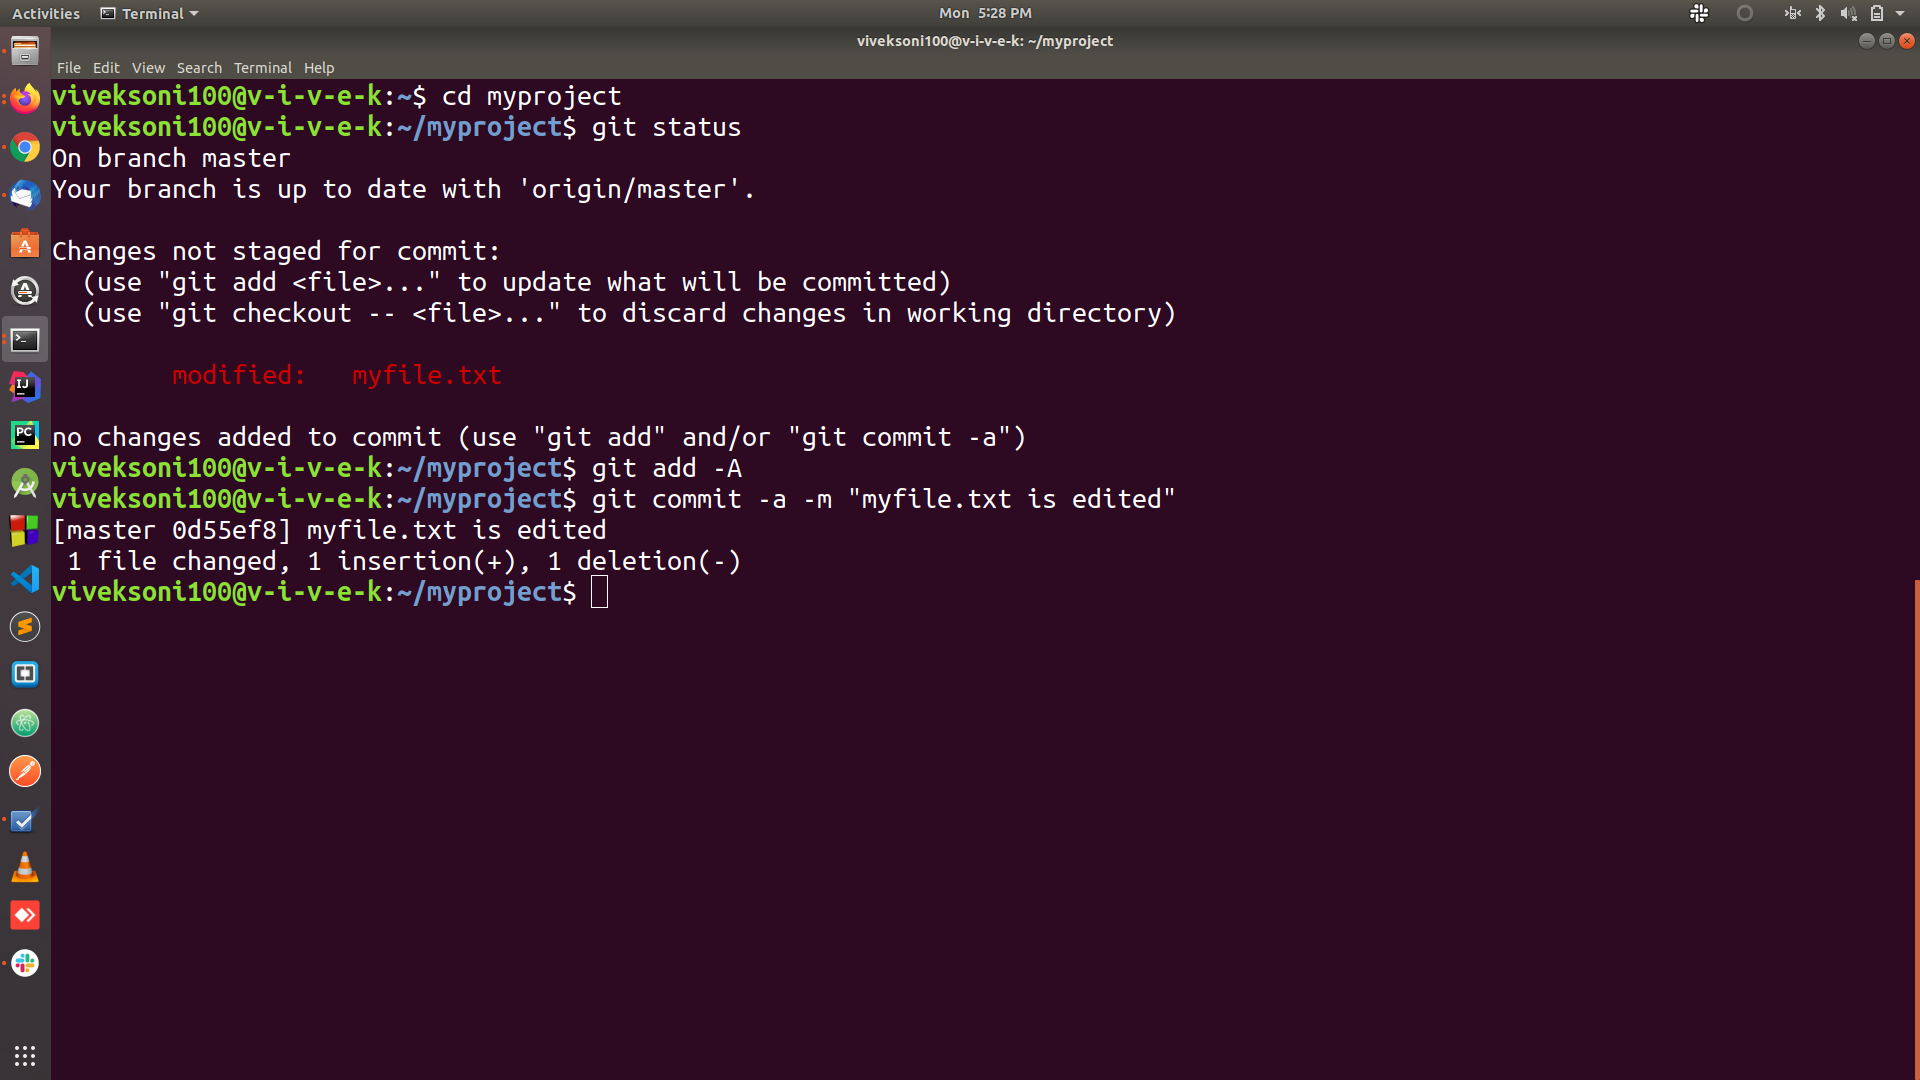 Activities Terminal Mon 5:28 PM
viveksoni100@v-i-v-e-k: ~/myproject
File Edit View Search Terminal Help
viveksoni100@v-i-v-e-k:~$ cd myproject
viveksoni100@v-i-v-e-k:~/myproject$ git status
On branch master
Your branch is up to date with 'origin/master'.
Changes not staged for commit:
  (use "git add <file>..." to update what will be committed)
  (use "git checkout -- <file>..." to discard changes in working directory)
        modified:   myfile.txt
no changes added to commit (use "git add" and/or "git commit -a")
viveksoni100@v-i-v-e-k:~/myproject$ git add -A
viveksoni100@v-i-v-e-k:~/myproject$ git commit -a -m "myfile.txt is edited"
[master 0d55ef8] myfile.txt is edited
 1 file changed, 1 insertion(+), 1 deletion(-)
viveksoni100@v-i-v-e-k:~/myproject$
IJ
PC